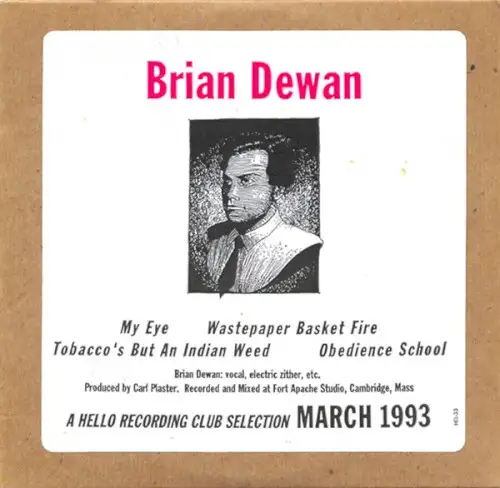 Brian Dewan
My Eye Wastepaper Basket Fire
Tobacco's But An Indian Weed Obedience School
Brian Dewan: vocal, electric zither, etc.
Produced by Carl Plaster. Recorded and Mixed at Fort Apache Studio, Cambridge, Mass
A HELLO RECORDING CLUB SELECTION MARCH 1993
HEL-33